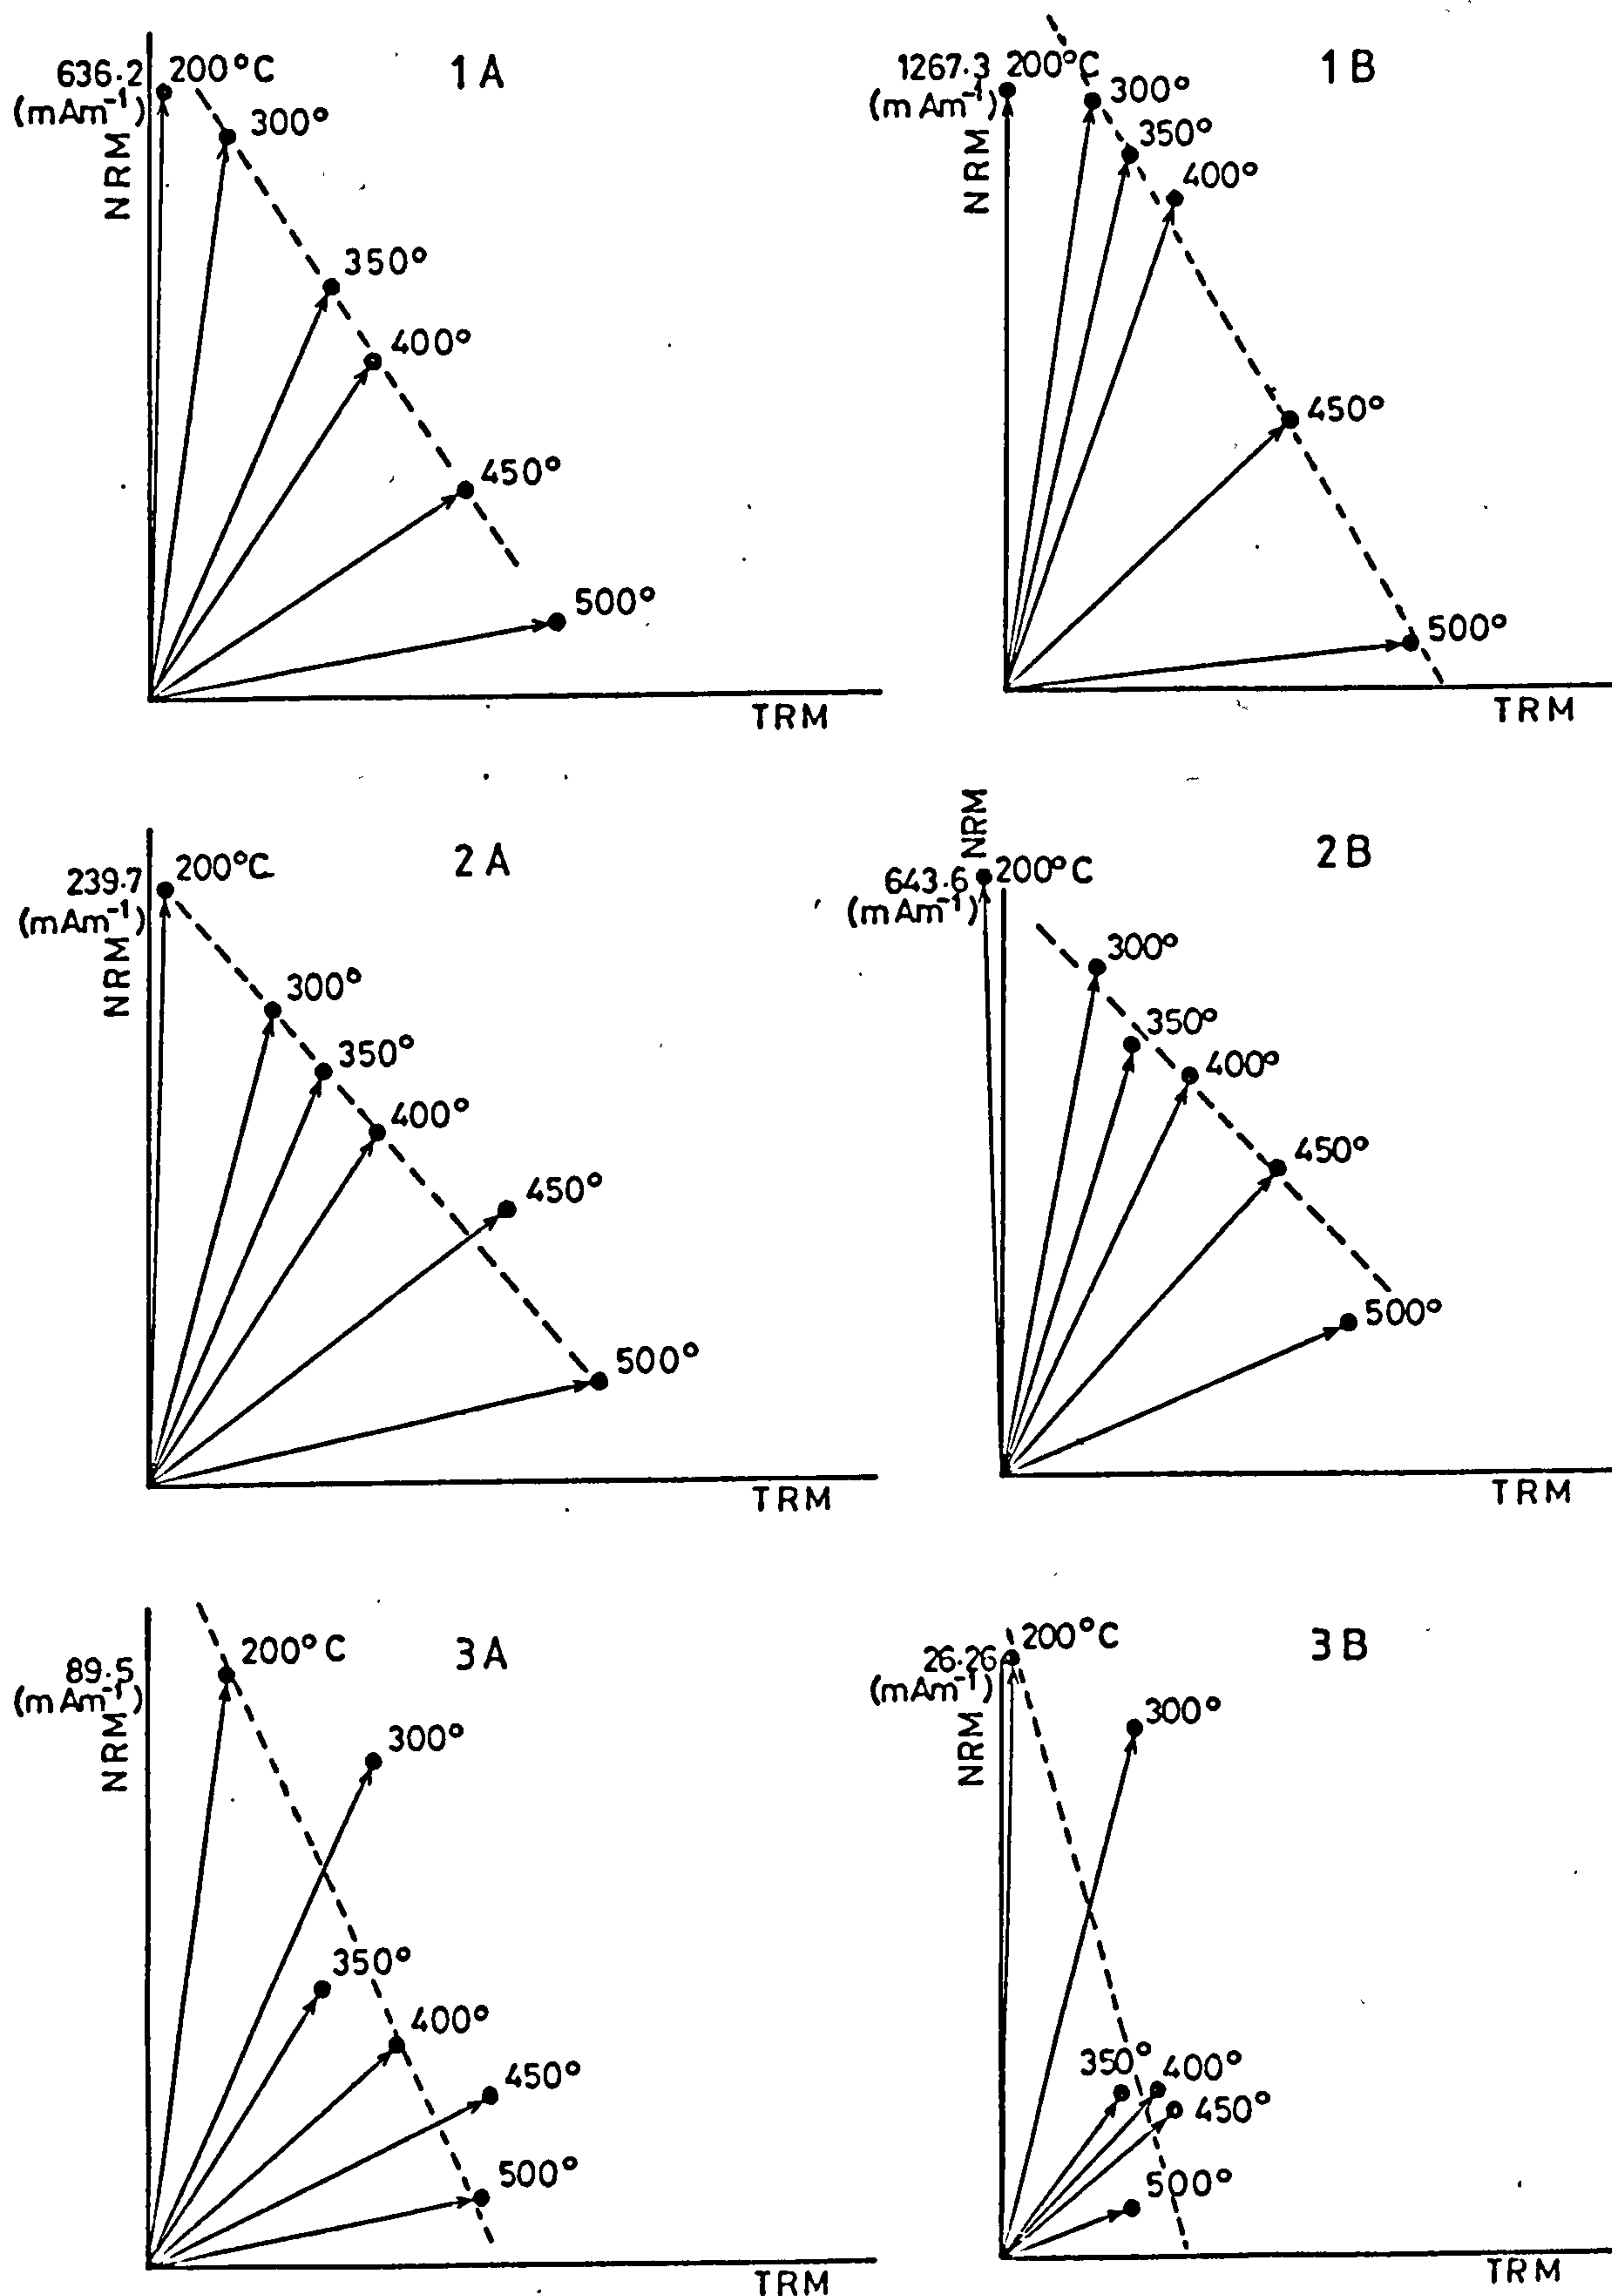 1A
636·2 200°C
(mAm⁻¹)
NRM
300°
350°
400°
450°
500°
TRM
1B
1267·3 200°C
(mAm⁻¹)
NRM
300°
350°
400°
450°
500°
TRM
2A
239·7 200°C
(mAm⁻¹)
NRM
300°
350°
400°
450°
500°
TRM
2B
NRM
643·6 200°C
(mAm⁻¹)
300°
350°
400°
450°
500°
TRM
3A
89·5 200°C
(mAm⁻¹)
NRM
300°
350°
400°
450°
500°
TRM
3B
26·26 200°C
(mAm⁻¹)
NRM
300°
350° 400°
450°
500°
TRM